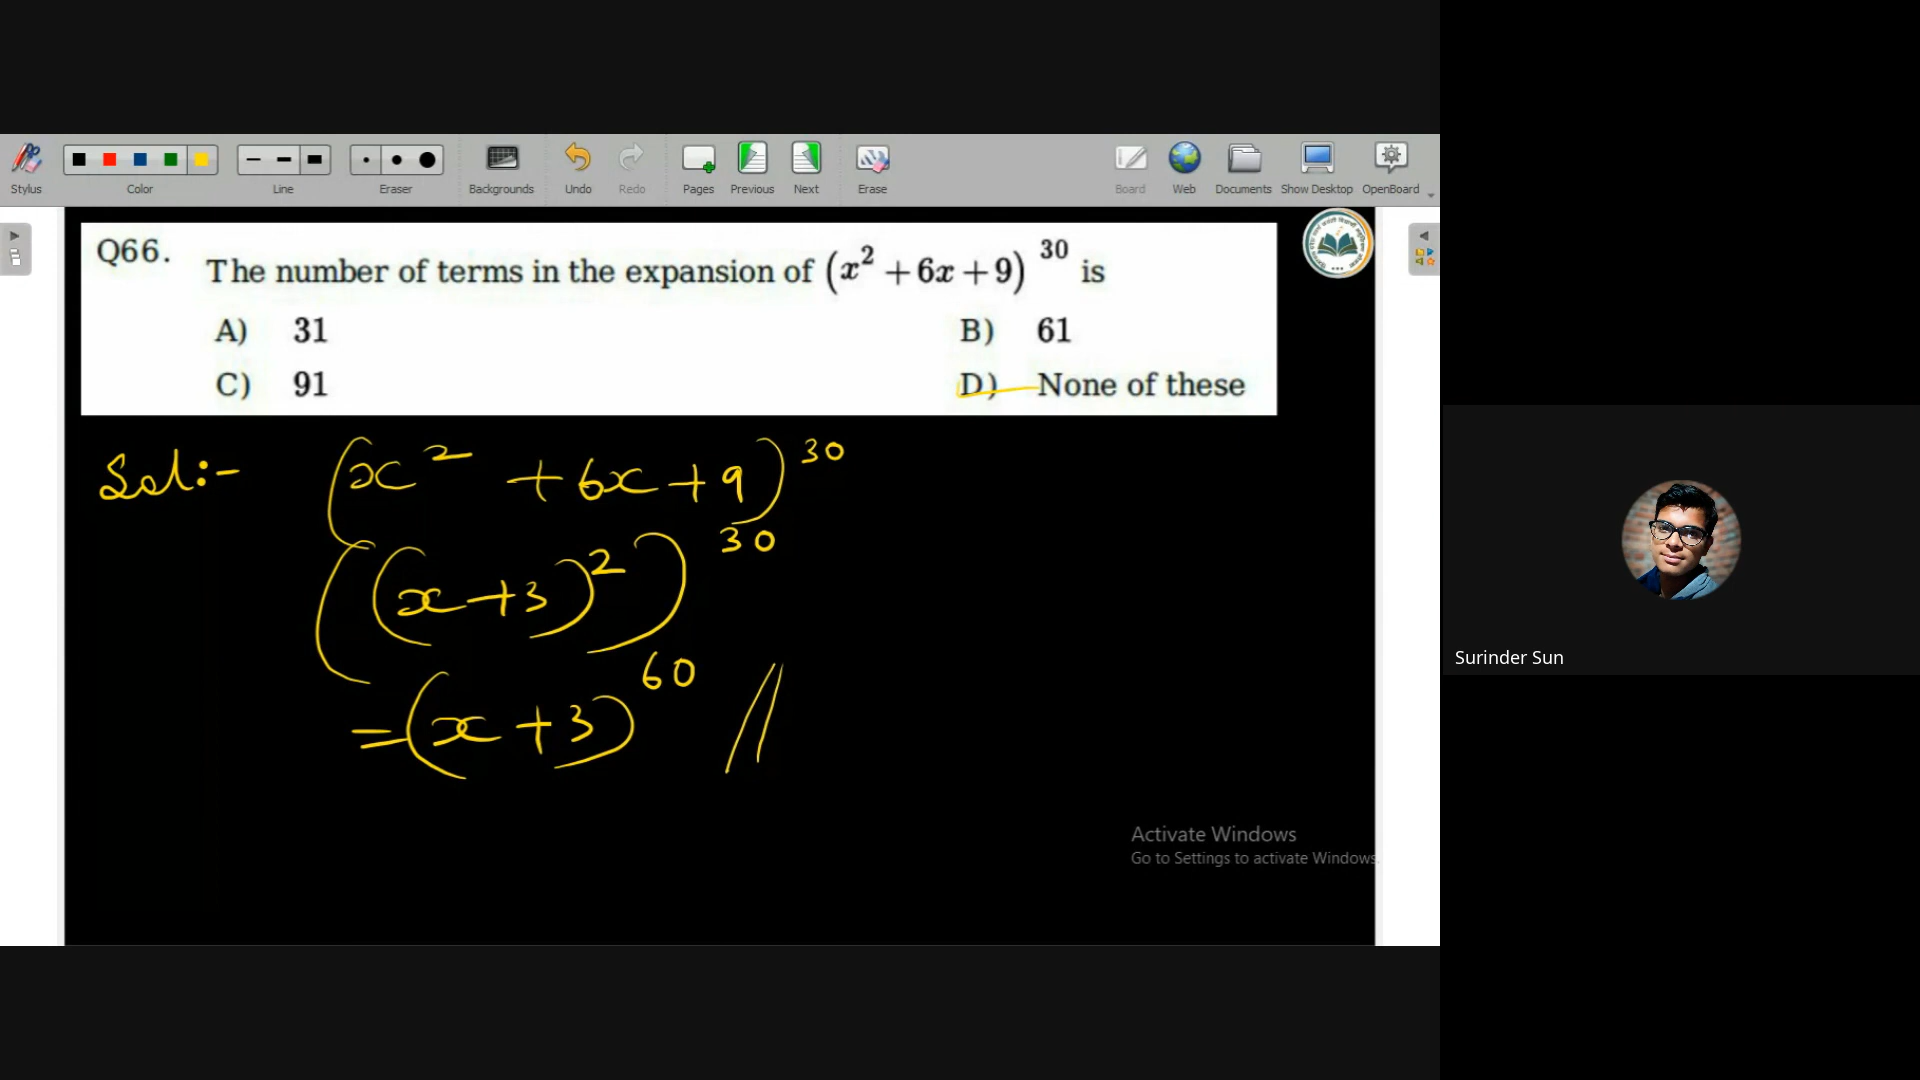 Stylus Color Line Eraser Backgrounds Undo Redo Pages Previous Next Erase Board Web Documents Show Desktop OpenBoard
Q66. The number of terms in the expansion of (x² + 6x + 9)³⁰ is
A) 31 B) 61
C) 91 D) None of these
Sol:- (x² + 6x + 9)³⁰
((x + 3)²)³⁰
= (x + 3)⁶⁰ //
Surinder Sun
Activate Windows
Go to Settings to activate Windows.